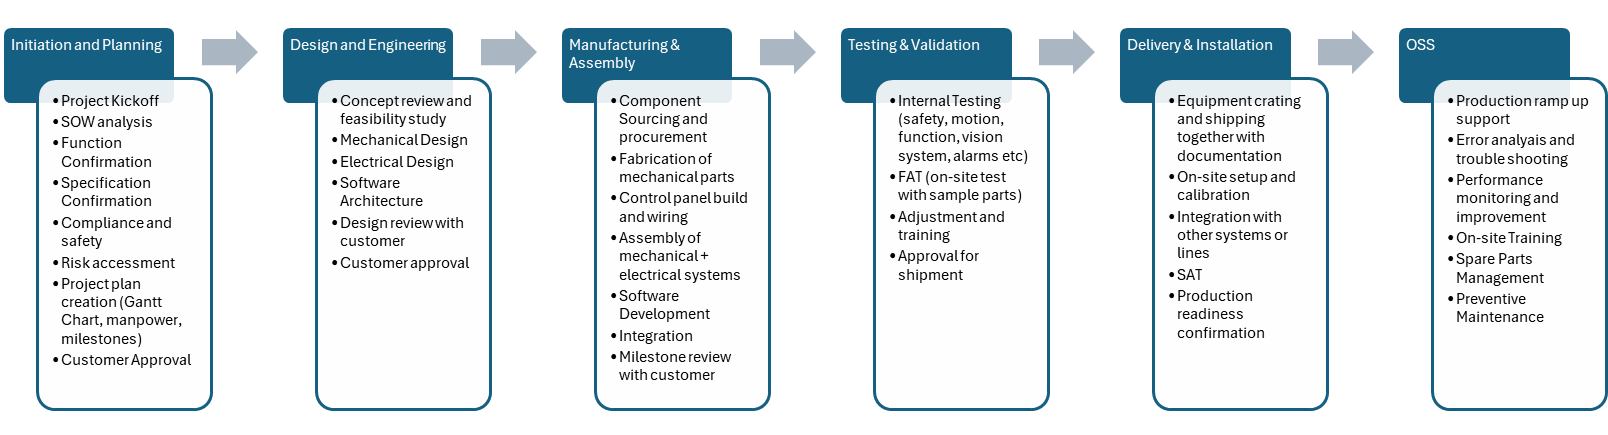 Initiation and Planning
• Project Kickoff
• SOW analysis
• Function
Confirmation
• Specification
Confirmation
• Compliance and
safety
• Risk accessment
• Project plan
creation (Gantt
Chart, manpower,
milestones)
• Customer Approval
Design and Engineering
• Concept review and
feasibility study
• Mechanical Design
• Electrical Design
• Software
Architecture
• Design review with
customer
• Customer approval
Manufacturing &
Assembly
• Component
Sourcing and
procurement
• Fabrication of
mechanical parts
• Control panel build
and wiring
• Assembly of
mechanical +
electrical systems
• Software
Development
• Integration
• Milestone review
with customer
Testing & Validation
• Internal Testing
(safety, motion,
function, vision
system, alarms etc)
• FAT (on-site test
with sample parts)
• Adjustment and
training
• Approval for
shipment
Delivery & Installation
• Equipment crating
and shipping
together with
documentation
• On-site setup and
calibration
• Integration with
other systems or
lines
• SAT
• Production
readiness
confirmation
OSS
• Production ramp up
support
• Error analyais and
trouble shooting
• Performance
monitoring and
improvement
• On-site Training
• Spare Parts
Management
• Preventive
Maintenance